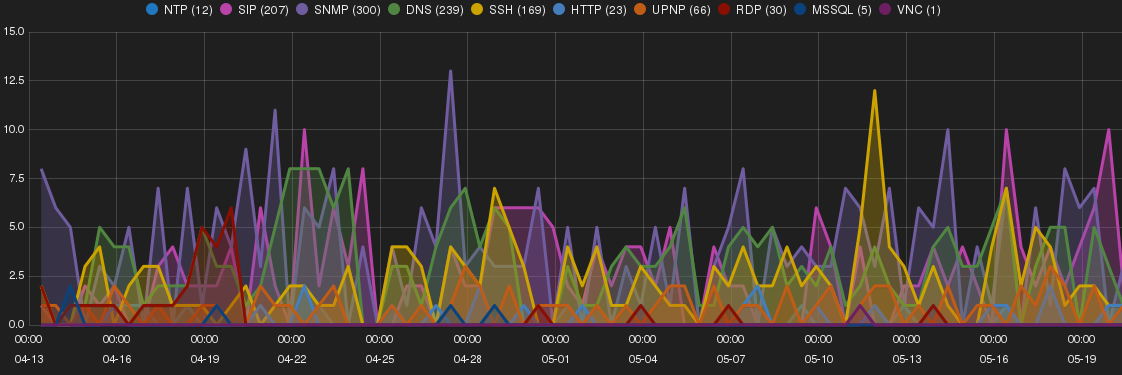 NTP (12) SIP (207) SNMP (300) DNS (239) SSH (169) HTTP (23) UPNP (66) RDP (30) MSSQL (5) VNC (1)
15.0
12.5
10.0
7.5
5.0
2.5
0.0
00:00 00:00 00:00 00:00 00:00 00:00 00:00 00:00 00:00 00:00 00:00 00:00 00:00
04-13 04-16 04-19 04-22 04-25 04-28 05-01 05-04 05-07 05-10 05-13 05-16 05-19